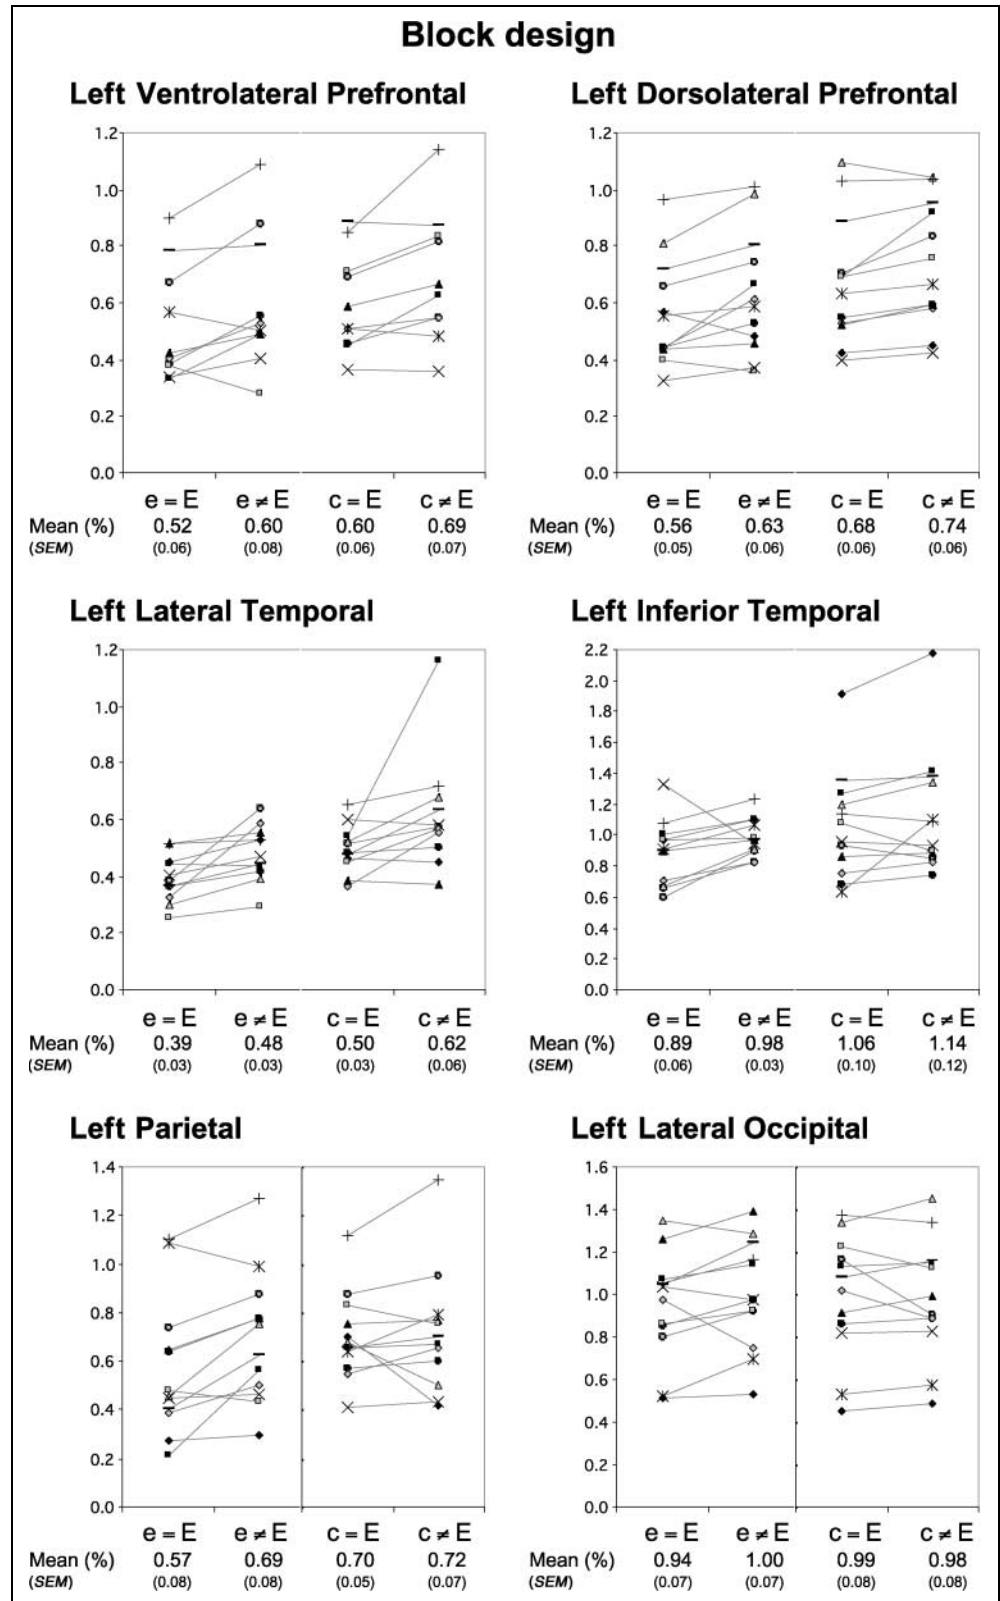 Block design
Left Ventrolateral Prefrontal
1.2
1.0
0.8
0.6
0.4
0.2
0.0
e = E e ≠ E c = E c ≠ E
Mean (%) 0.52 0.60 0.60 0.69
(SEM) (0.06) (0.08) (0.06) (0.07)
Left Dorsolateral Prefrontal
1.2
1.0
0.8
0.6
0.4
0.2
0.0
e = E e ≠ E c = E c ≠ E
Mean (%) 0.56 0.63 0.68 0.74
(SEM) (0.05) (0.06) (0.06) (0.06)
Left Lateral Temporal
1.2
1.0
0.8
0.6
0.4
0.2
0.0
e = E e ≠ E c = E c ≠ E
Mean (%) 0.39 0.48 0.50 0.62
(SEM) (0.03) (0.03) (0.03) (0.06)
Left Inferior Temporal
2.2
2.0
1.8
1.6
1.4
1.2
1.0
0.8
0.6
0.4
0.2
0.0
e = E e ≠ E c = E c ≠ E
Mean (%) 0.89 0.98 1.06 1.14
(SEM) (0.06) (0.03) (0.10) (0.12)
Left Parietal
1.4
1.2
1.0
0.8
0.6
0.4
0.2
0.0
e = E e ≠ E c = E c ≠ E
Mean (%) 0.57 0.69 0.70 0.72
(SEM) (0.08) (0.08) (0.05) (0.07)
Left Lateral Occipital
1.6
1.4
1.2
1.0
0.8
0.6
0.4
0.2
0.0
e = E e ≠ E c = E c ≠ E
Mean (%) 0.94 1.00 0.99 0.98
(SEM) (0.07) (0.07) (0.08) (0.08)